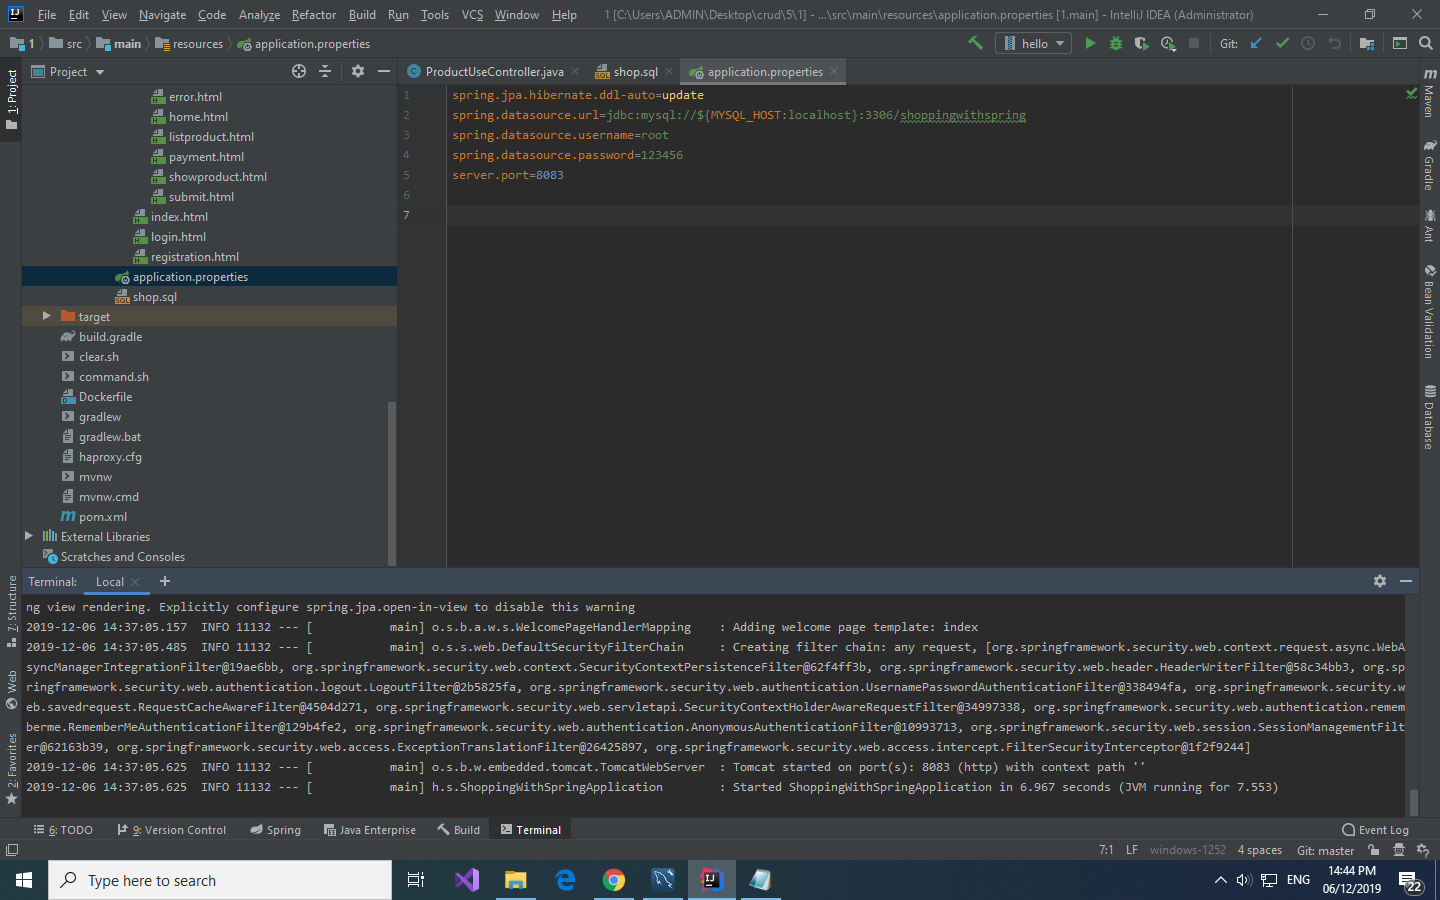 File Edit View Navigate Code Analyze Refactor Build Run Tools VCS Window Help 1 [C:\Users\ADMIN\Desktop\crud\5\1] - ...\src\main\resources\application.properties [1.main] - IntelliJ IDEA (Administrator)
1 src main resources application.properties hello Git:
Project ProductUseController.java shop.sql application.properties
1: Project
error.html
home.html
listproduct.html
payment.html
showproduct.html
submit.html
index.html
login.html
registration.html
application.properties
shop.sql
target
build.gradle
clear.sh
command.sh
Dockerfile
gradlew
gradlew.bat
haproxy.cfg
mvnw
mvnw.cmd
pom.xml
External Libraries
Scratches and Consoles
1 spring.jpa.hibernate.ddl-auto=update
2 spring.datasource.url=jdbc:mysql://${MYSQL_HOST:localhost}:3306/shoppingwithspring
3 spring.datasource.username=root
4 spring.datasource.password=123456
5 server.port=8083
6
7
Maven
Gradle
Ant
Bean Validation
Database
7: Structure
Web
2: Favorites
Terminal: Local
ng view rendering. Explicitly configure spring.jpa.open-in-view to disable this warning
2019-12-06 14:37:05.157  INFO 11132 --- [           main] o.s.b.a.w.s.WelcomePageHandlerMapping    : Adding welcome page template: index
2019-12-06 14:37:05.485  INFO 11132 --- [           main] o.s.s.web.DefaultSecurityFilterChain     : Creating filter chain: any request, [org.springframework.security.web.context.request.async.WebA
syncManagerIntegrationFilter@19ae6bb, org.springframework.security.web.context.SecurityContextPersistenceFilter@62f4ff3b, org.springframework.security.web.header.HeaderWriterFilter@58c34bb3, org.sp
ringframework.security.web.authentication.logout.LogoutFilter@2b5825fa, org.springframework.security.web.authentication.UsernamePasswordAuthenticationFilter@338494fa, org.springframework.security.w
eb.savedrequest.RequestCacheAwareFilter@4504d271, org.springframework.security.web.servletapi.SecurityContextHolderAwareRequestFilter@34997338, org.springframework.security.web.authentication.remem
berme.RememberMeAuthenticationFilter@129b4fe2, org.springframework.security.web.authentication.AnonymousAuthenticationFilter@10993713, org.springframework.security.web.session.SessionManagementFilt
er@62163b39, org.springframework.security.web.access.ExceptionTranslationFilter@26425897, org.springframework.security.web.access.intercept.FilterSecurityInterceptor@1f2f9244]
2019-12-06 14:37:05.625  INFO 11132 --- [           main] o.s.b.w.embedded.tomcat.TomcatWebServer  : Tomcat started on port(s): 8083 (http) with context path ''
2019-12-06 14:37:05.625  INFO 11132 --- [           main] h.s.ShoppingWithSpringApplication        : Started ShoppingWithSpringApplication in 6.967 seconds (JVM running for 7.553)
6: TODO 9: Version Control Spring Java Enterprise Build Terminal Event Log
7:1 LF windows-1252 4 spaces Git: master
Type here to search ENG 14:44 PM
06/12/2019 22